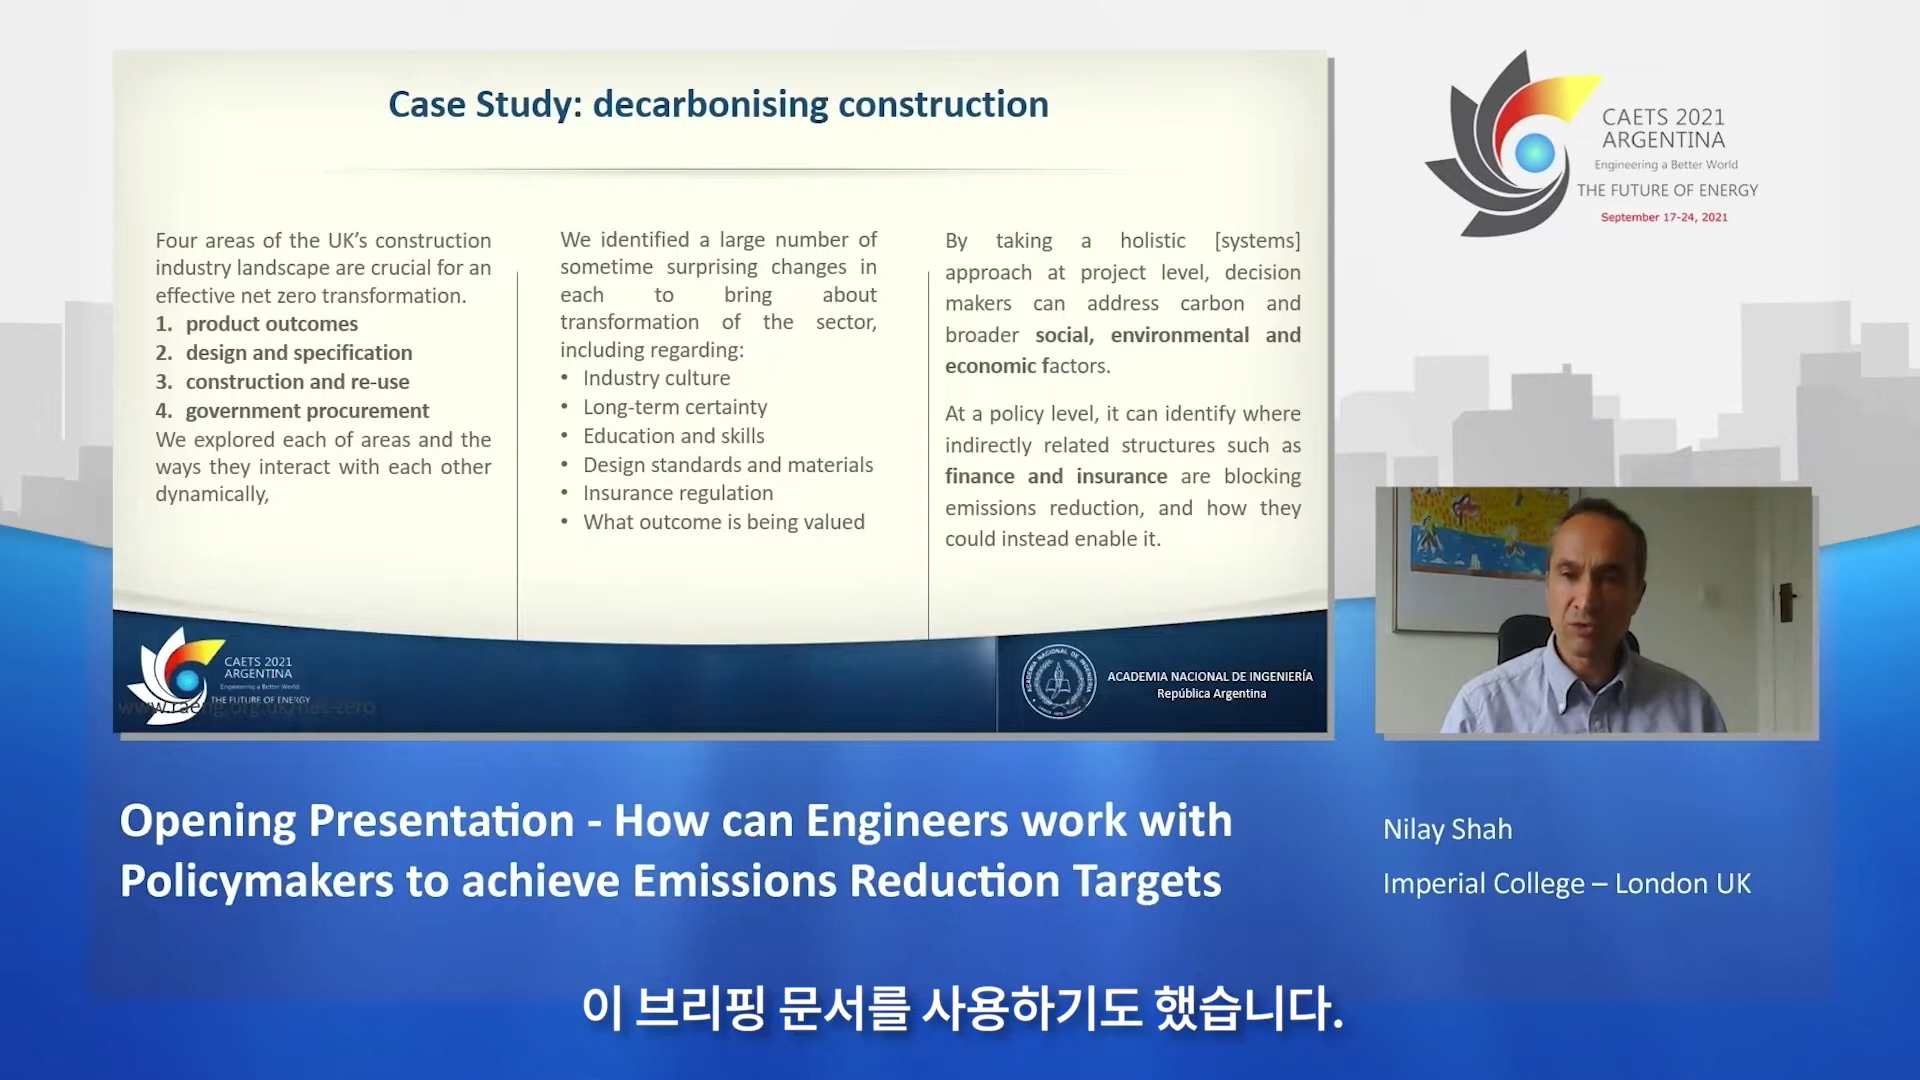 Case Study: decarbonising construction
Four areas of the UK’s construction
industry landscape are crucial for an
effective net zero transformation.
1. product outcomes
2. design and specification
3. construction and re-use
4. government procurement
We explored each of areas and the
ways they interact with each other
dynamically,
We identified a large number of
sometime surprising changes in
each to bring about
transformation of the sector,
including regarding:
• Industry culture
• Long-term certainty
• Education and skills
• Design standards and materials
• Insurance regulation
• What outcome is being valued
By taking a holistic [systems]
approach at project level, decision
makers can address carbon and
broader social, environmental and
economic factors.
At a policy level, it can identify where
indirectly related structures such as
finance and insurance are blocking
emissions reduction, and how they
could instead enable it.
CAETS 2021
ARGENTINA
Engineering a Better World
THE FUTURE OF ENERGY
www.raeng.org.uk/net-zero
ACADEMIA NACIONAL DE INGENIERÍA
República Argentina
CAETS 2021
ARGENTINA
Engineering a Better World
THE FUTURE OF ENERGY
September 17-24, 2021
Opening Presentation - How can Engineers work with
Policymakers to achieve Emissions Reduction Targets
Nilay Shah
Imperial College – London UK
이 브리핑 문서를 사용하기도 했습니다.